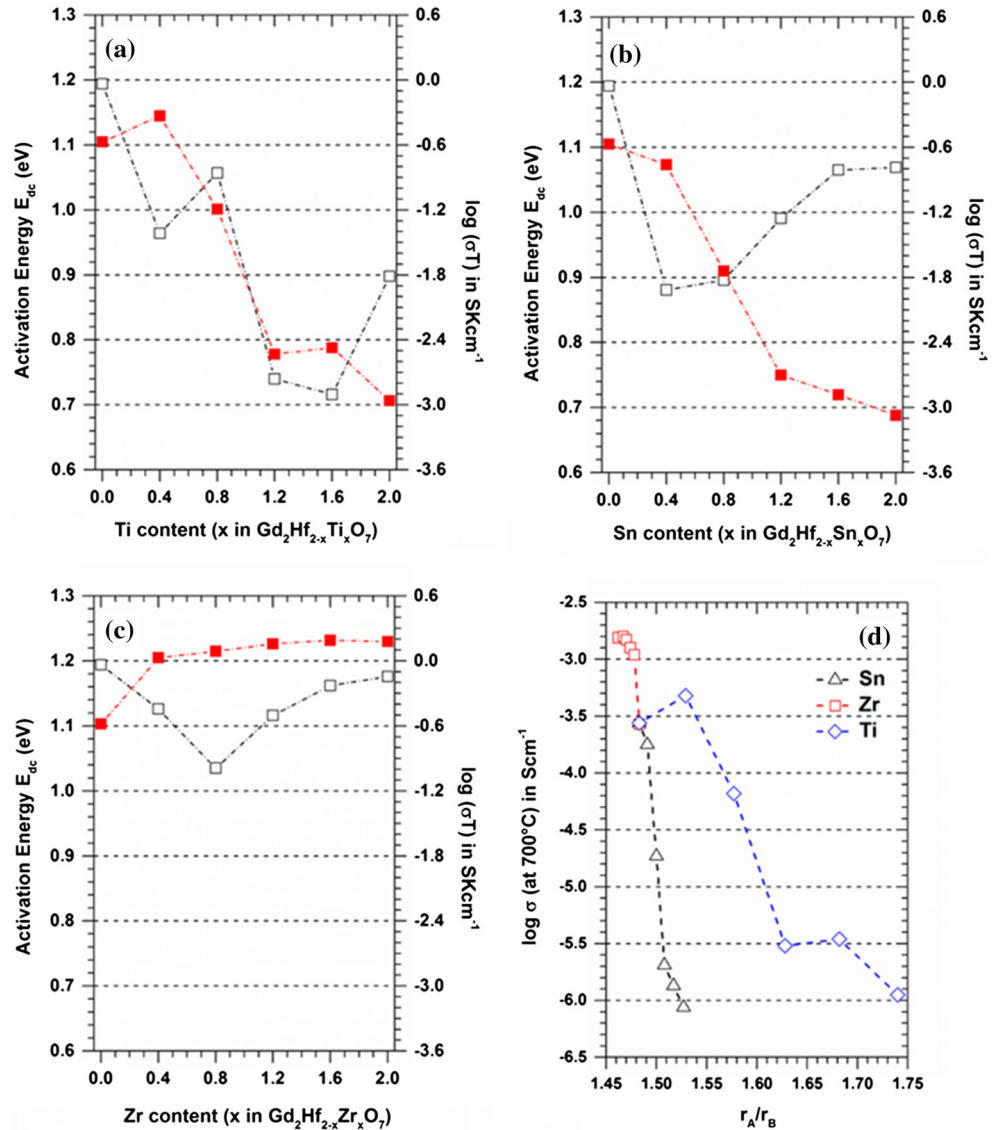 (a)
1.3
1.2
1.1
1.0
0.9
0.8
0.7
0.6
Activation Energy E_dc (eV)
0.6
0.0
-0.6
-1.2
-1.8
-2.4
-3.0
-3.6
log (σT) in SKcm⁻¹
0.0 0.4 0.8 1.2 1.6 2.0
Ti content (x in Gd₂Hf₂₋ₓTiₓO₇)
(b)
1.3
1.2
1.1
1.0
0.9
0.8
0.7
0.6
Activation Energy E_dc (eV)
0.6
0.0
-0.6
-1.2
-1.8
-2.4
-3.0
-3.6
log (σT) in SKcm⁻¹
0.0 0.4 0.8 1.2 1.6 2.0
Sn content (x in Gd₂Hf₂₋ₓSnₓO₇)
(c)
1.3
1.2
1.1
1.0
0.9
0.8
0.7
0.6
Activation Energy E_dc (eV)
0.6
0.0
-0.6
-1.2
-1.8
-2.4
-3.0
-3.6
log (σT) in SKcm⁻¹
0.0 0.4 0.8 1.2 1.6 2.0
Zr content (x in Gd₂Hf₂₋ₓZrₓO₇)
(d)
-2.5
-3.0
-3.5
-4.0
-4.5
-5.0
-5.5
-6.0
-6.5
log σ (at 700°C) in Scm⁻¹
Sn
Zr
Ti
1.45 1.50 1.55 1.60 1.65 1.70 1.75
r_A/r_B